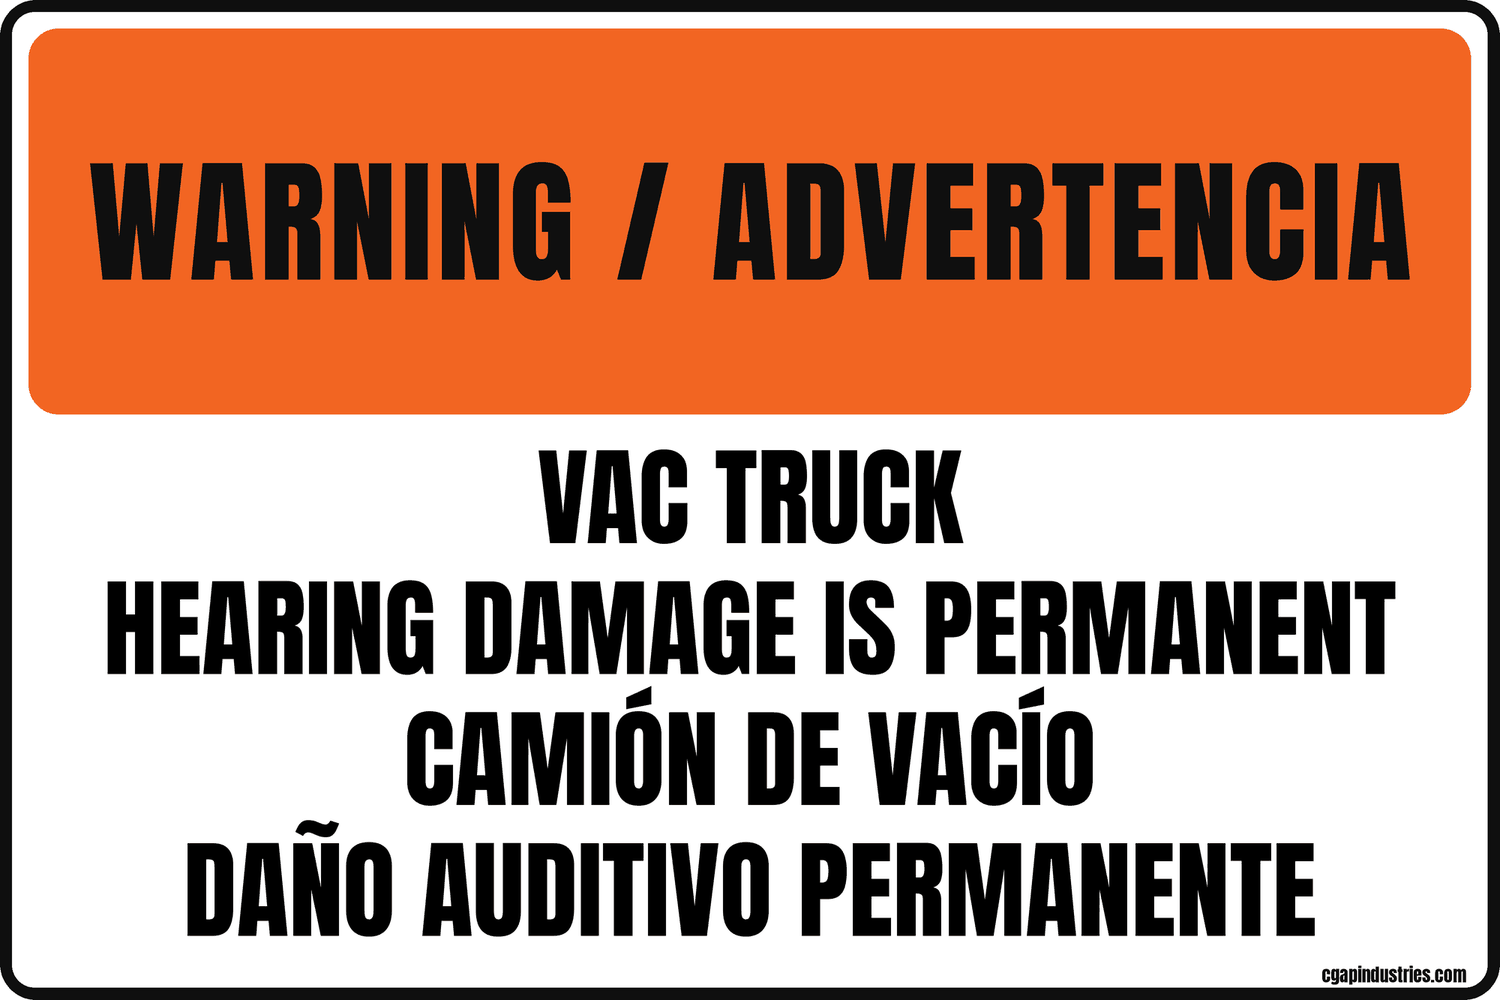 WARNING / ADVERTENCIA
VAC TRUCK
HEARING DAMAGE IS PERMANENT
CAMIÓN DE VACÍO
DAÑO AUDITIVO PERMANENTE
cgapindustries.com